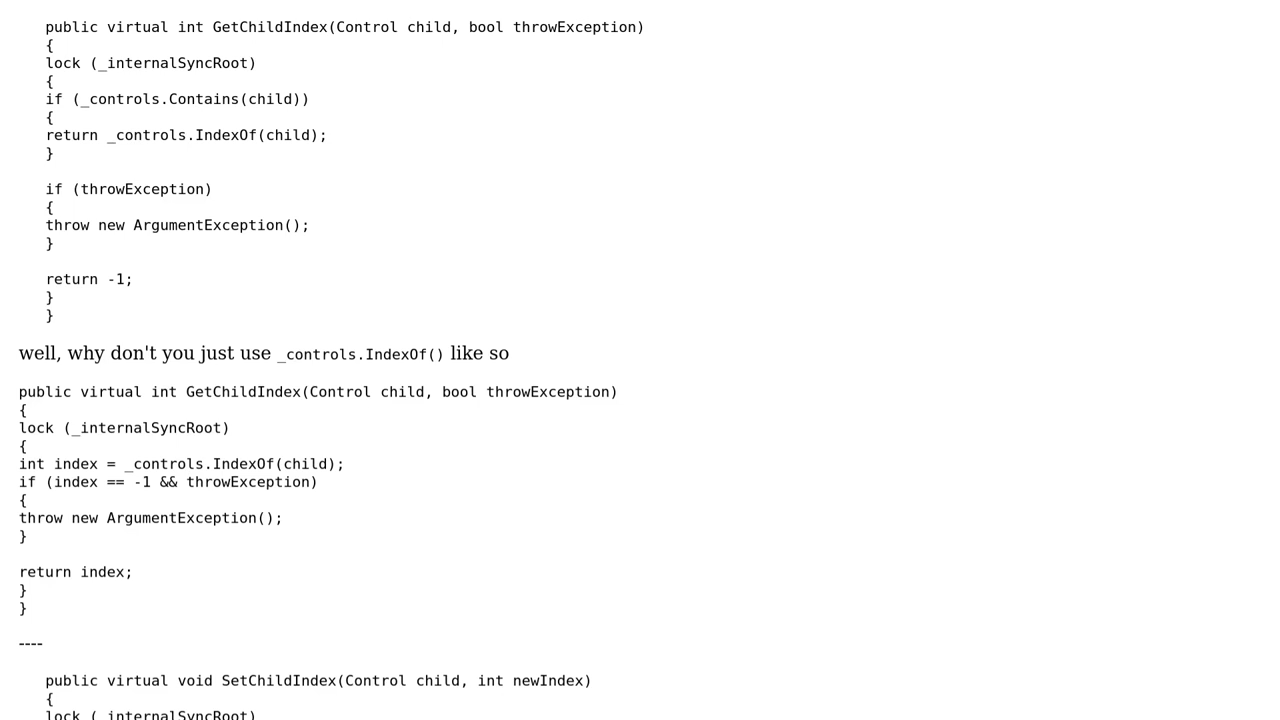 public virtual int GetChildIndex(Control child, bool throwException)
{
lock (_internalSyncRoot)
{
if (_controls.Contains(child))
{
return _controls.IndexOf(child);
}
if (throwException)
{
throw new ArgumentException();
}
return -1;
}
}
well, why don't you just use _controls.IndexOf() like so
public virtual int GetChildIndex(Control child, bool throwException)
{
lock (_internalSyncRoot)
{
int index = _controls.IndexOf(child);
if (index == -1 && throwException)
{
throw new ArgumentException();
}
return index;
}
}
----
public virtual void SetChildIndex(Control child, int newIndex)
{
lock (_internalSyncRoot)